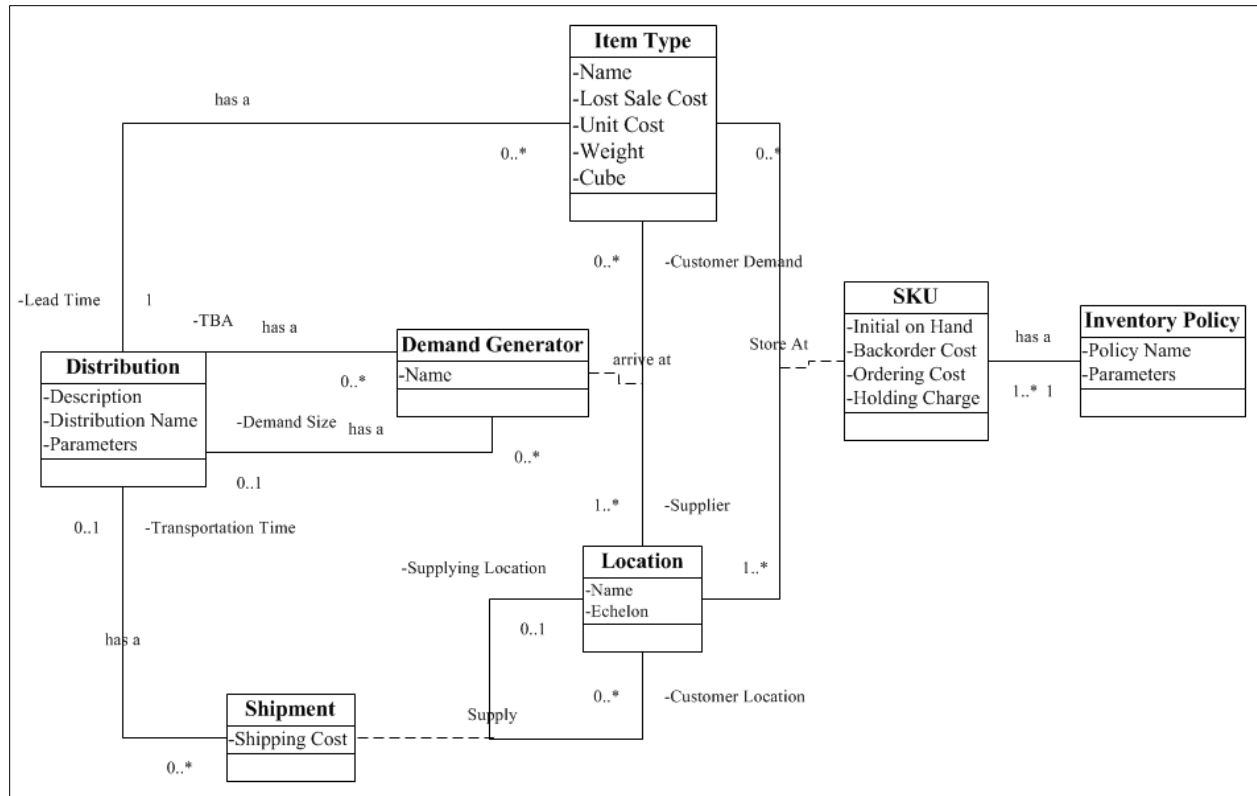 Item Type
-Name
-Lost Sale Cost
-Unit Cost
-Weight
-Cube
has a
0..*
0..*
0..*
-Customer Demand
-Lead Time
1
-TBA
has a
Demand Generator
-Name
0..*
arrive at
Store At
SKU
-Initial on Hand
-Backorder Cost
-Ordering Cost
-Holding Charge
has a
1..*
1
Inventory Policy
-Policy Name
-Parameters
Distribution
-Description
-Distribution Name
-Parameters
-Demand Size
has a
0..1
0..*
0..1
-Transportation Time
1..*
-Supplier
-Supplying Location
Location
-Name
-Echelon
1..*
0..1
has a
0..*
-Customer Location
Shipment
-Shipping Cost
Supply
0..*